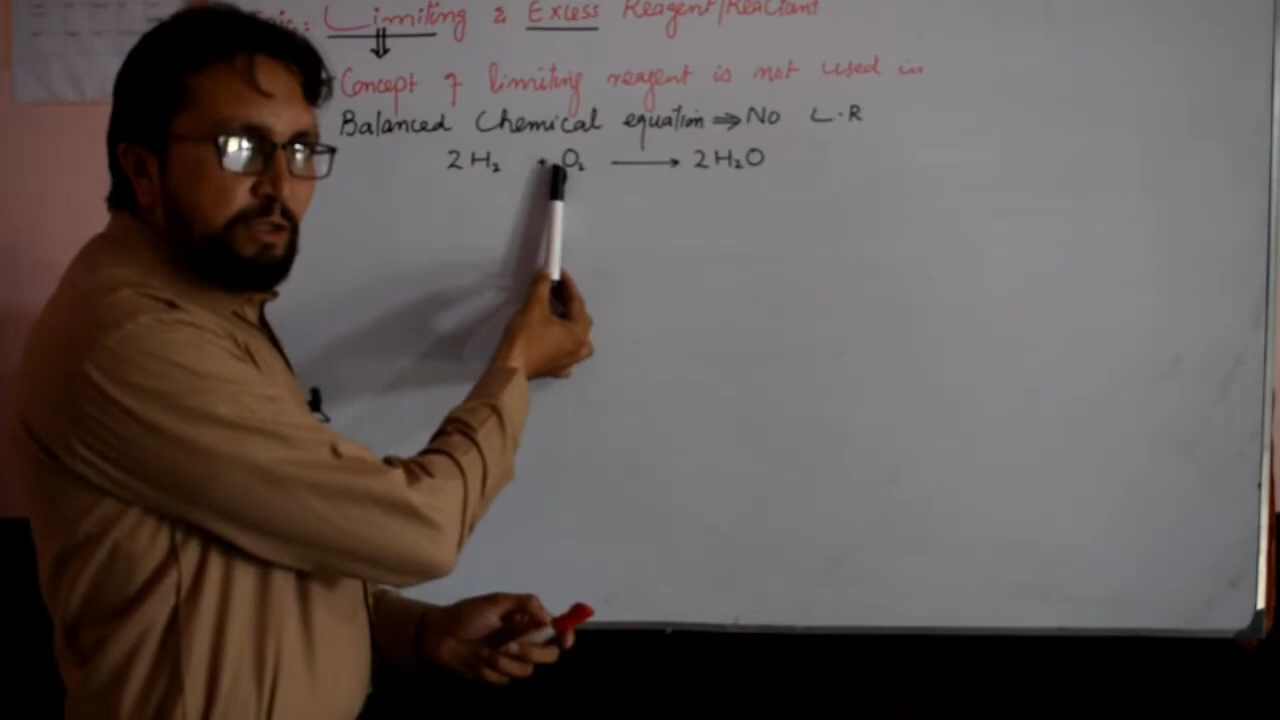 Limiting & Excess Reagent/Reactant
Concept of limiting reagent is not used in
Balanced Chemical equation ⇒ No L.R
2H₂ + O₂ ⟶ 2H₂O